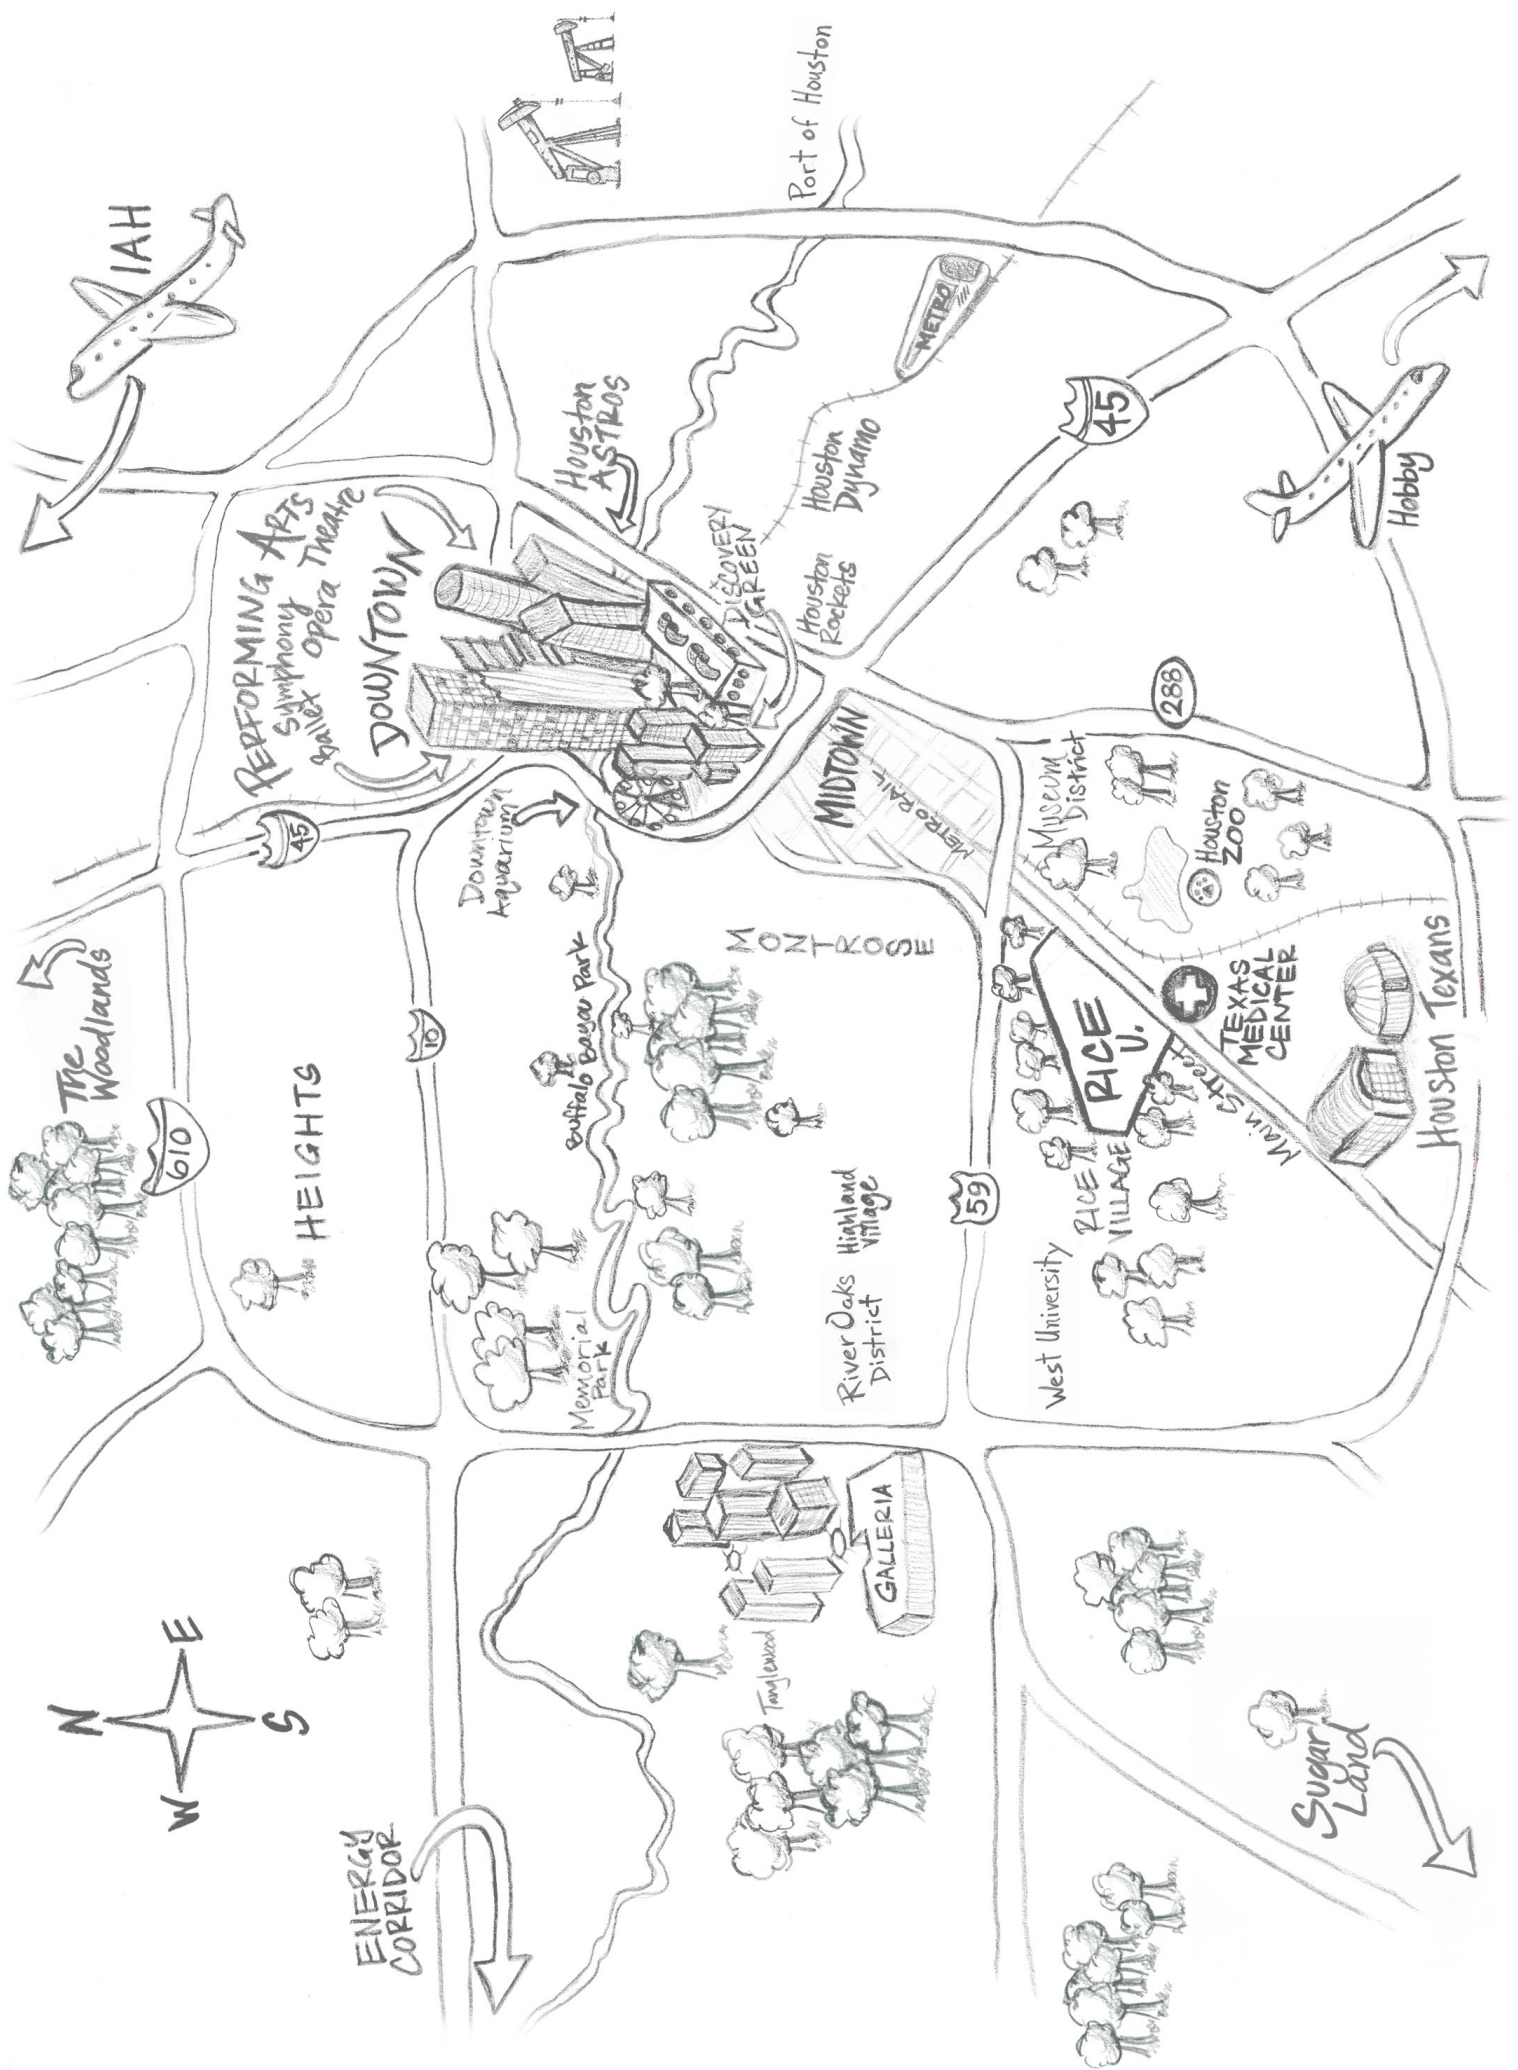 The
Woodlands
IAH
N
W
E
S
610
45
PERFORMING ARTS
Symphony
Ballet Opera Theatre
DOWNTOWN
HEIGHTS
ENERGY
CORRIDOR
10
Downtown
Aquarium
Houston
ASTROS
Buffalo Bayou Park
Memorial
Park
DISCOVERY
GREEN
Port of Houston
MONTROSE
Houston
Rockets
Houston
Dynamo
METRO
MIDTOWN
METRORAIL
Tanglewood
GALLERIA
River Oaks
District
Highland
Village
59
45
288
Museum
District
Houston
ZOO
West University
RICE
VILLAGE
RICE
U.
Main Street
TEXAS
MEDICAL
CENTER
Hobby
Sugar
Land
Houston Texans